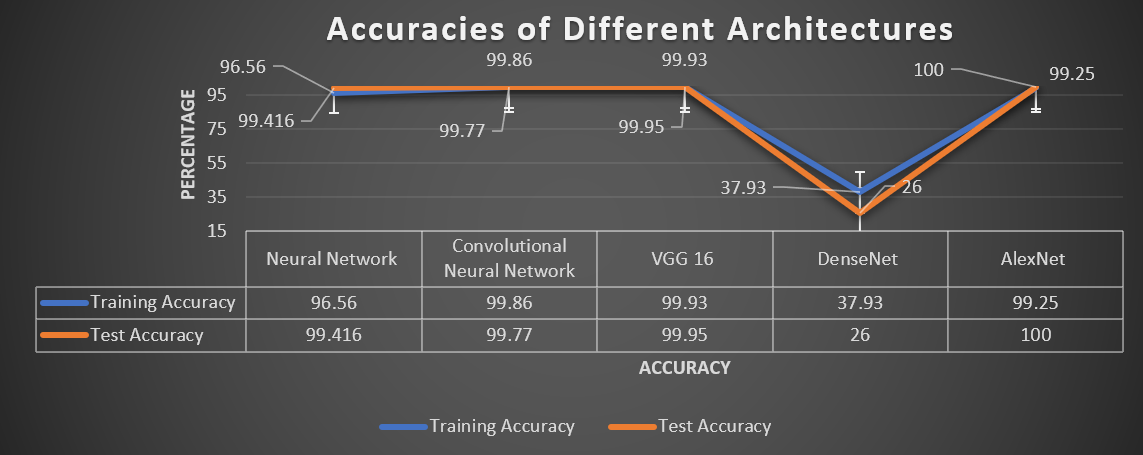 Accuracies of Different Architectures
PERCENTAGE
95
75
55
35
15
96.56
99.416
99.86
99.77
99.93
99.95
37.93
26
100
99.25
Neural Network
Convolutional
Neural Network
VGG 16
DenseNet
AlexNet
Training Accuracy 96.56 99.86 99.93 37.93 99.25
Test Accuracy 99.416 99.77 99.95 26 100
ACCURACY
Training Accuracy Test Accuracy